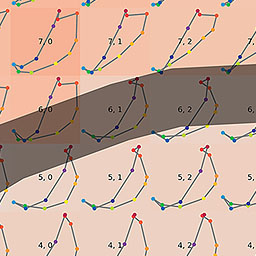 7, 0 7, 1 7, 2
6, 0 6, 1 6, 2
5, 0 5, 1 5, 2
4, 0 4, 1 4, 2